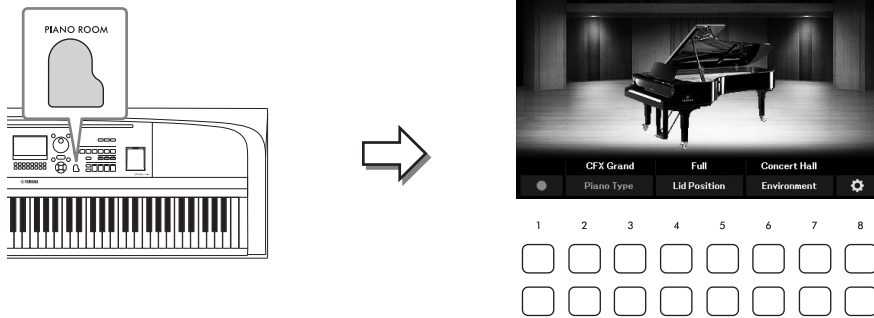 PIANO ROOM
YAMAHA
CFX Grand Full Concert Hall
Piano Type Lid Position Environment
1 2 3 4 5 6 7 8